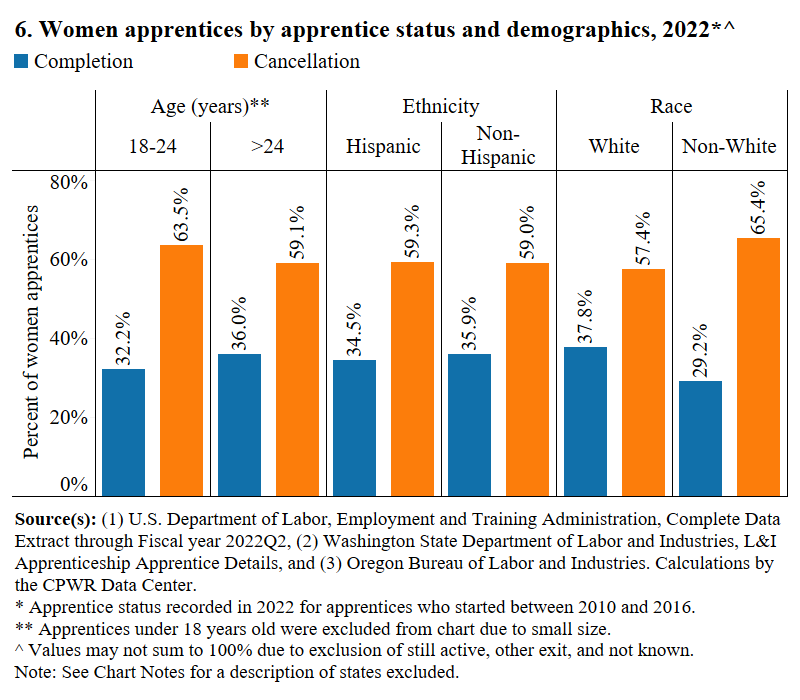 6. Women apprentices by apprentice status and demographics, 2022*^
Completion
Cancellation
Age (years)**
Ethnicity
Race
18-24
>24
Hispanic
Non-
Hispanic
White
Non-White
Percent of women apprentices
80%
60%
40%
20%
0%
32.2%
63.5%
36.0%
59.1%
34.5%
59.3%
35.9%
59.0%
37.8%
57.4%
29.2%
65.4%
Source(s): (1) U.S. Department of Labor, Employment and Training Administration, Complete Data
Extract through Fiscal year 2022Q2, (2) Washington State Department of Labor and Industries, L&I
Apprenticeship Apprentice Details, and (3) Oregon Bureau of Labor and Industries. Calculations by
the CPWR Data Center.
* Apprentice status recorded in 2022 for apprentices who started between 2010 and 2016.
** Apprentices under 18 years old were excluded from chart due to small size.
^ Values may not sum to 100% due to exclusion of still active, other exit, and not known.
Note: See Chart Notes for a description of states excluded.